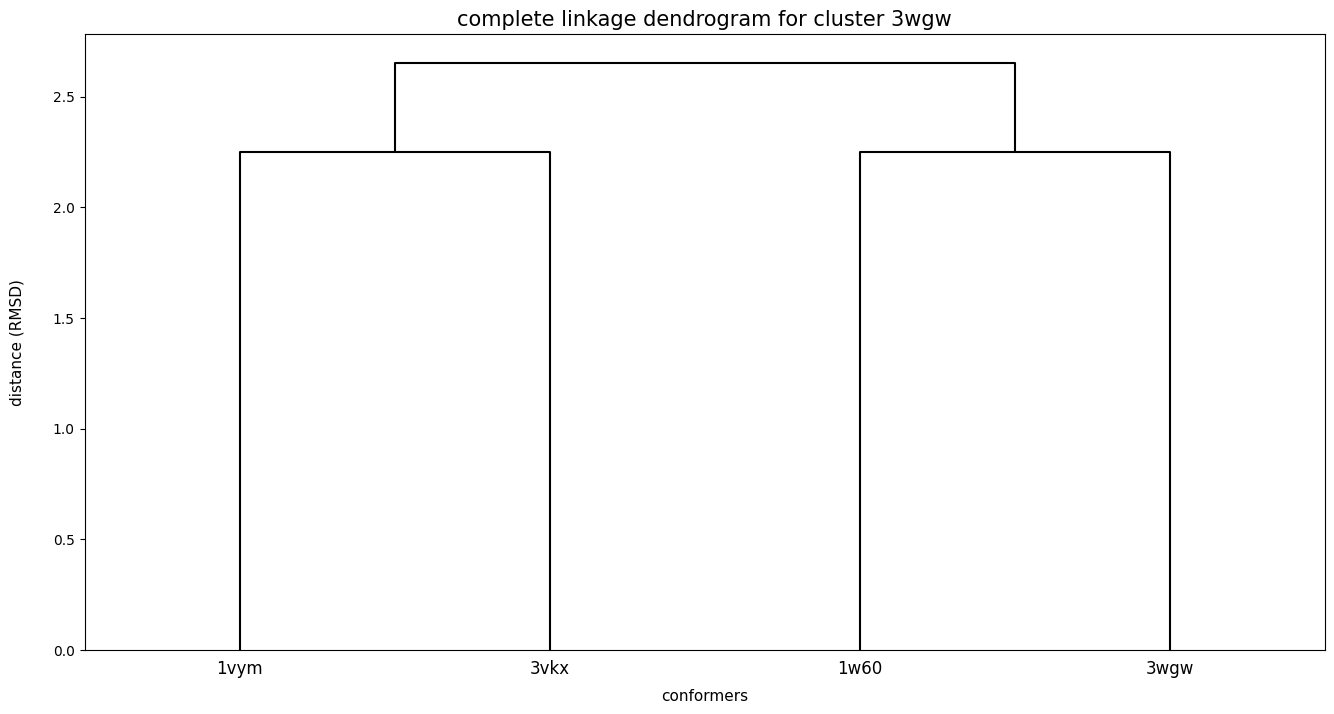 complete linkage dendrogram for cluster 3wgw
2.5
2.0
1.5
1.0
0.5
0.0
distance (RMSD)
1vym 3vkx 1w60 3wgw
conformers